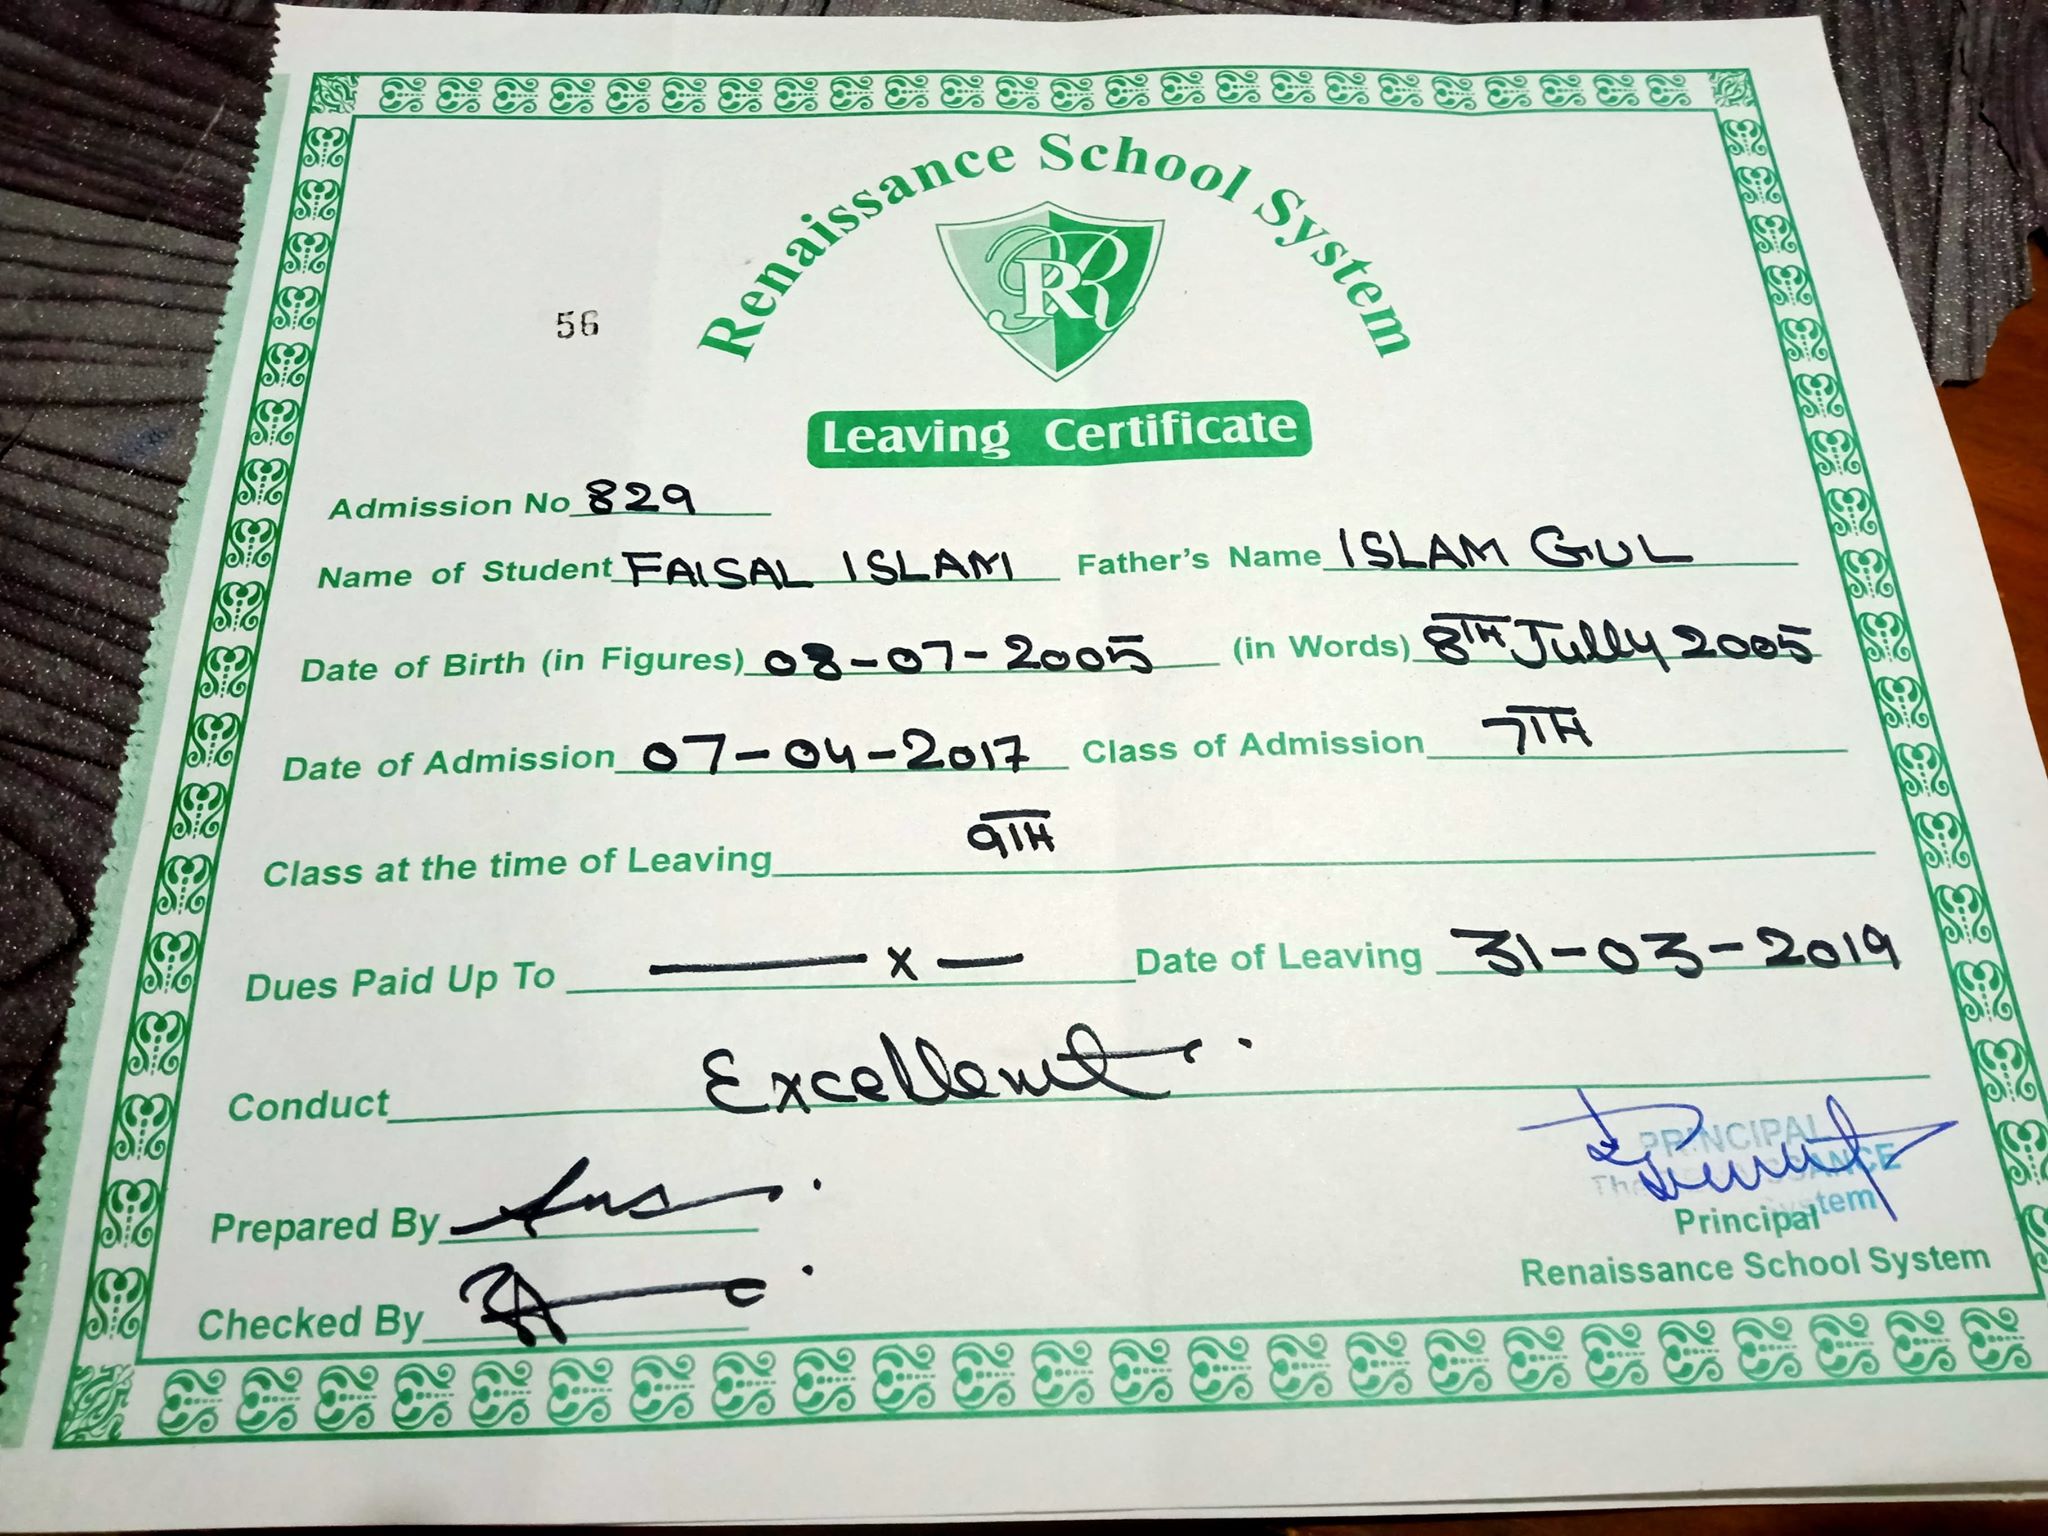 Renaissance School System
R
56
Leaving Certificate
Admission No 829
Name of Student FAISAL ISLAM Father's Name ISLAM GUL
Date of Birth (in Figures) 08-07-2005 (in Words) 8TH Jully 2005
Date of Admission 07-04-2017 Class of Admission 7TH
Class at the time of Leaving 9TH
Dues Paid Up To —— x — Date of Leaving 31-03-2019
Conduct Excellent.
PRINCIPAL
Prepared By
System
Principal
Renaissance School System
Checked By